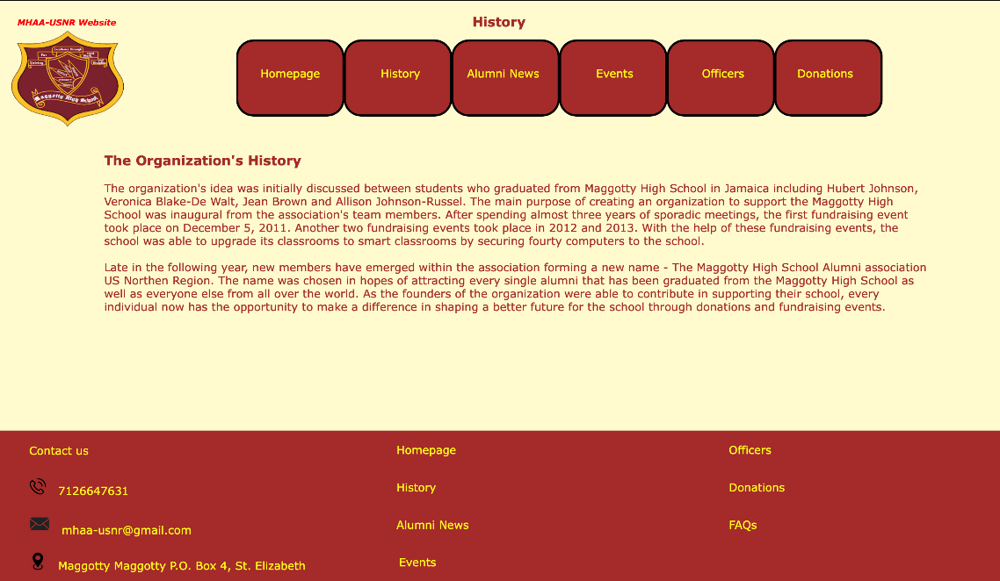 MHAA-USNR Website
History
Maggotty High School
Homepage
History
Alumni News
Events
Officers
Donations
The Organization's History
The organization's idea was initially discussed between students who graduated from Maggotty High School in Jamaica including Hubert Johnson,
Veronica Blake-De Walt, Jean Brown and Allison Johnson-Russel. The main purpose of creating an organization to support the Maggotty High
School was inaugural from the association's team members. After spending almost three years of sporadic meetings, the first fundraising event
took place on December 5, 2011. Another two fundraising events took place in 2012 and 2013. With the help of these fundraising events, the
school was able to upgrade its classrooms to smart classrooms by securing fourty computers to the school.
Late in the following year, new members have emerged within the association forming a new name - The Maggotty High School Alumni association
US Northen Region. The name was chosen in hopes of attracting every single alumni that has been graduated from the Maggotty High School as
well as everyone else from all over the world. As the founders of the organization were able to contribute in supporting their school, every
individual now has the opportunity to make a difference in shaping a better future for the school through donations and fundraising events.
Contact us
7126647631
mhaa-usnr@gmail.com
Maggotty Maggotty P.O. Box 4, St. Elizabeth
Homepage
History
Alumni News
Events
Officers
Donations
FAQs